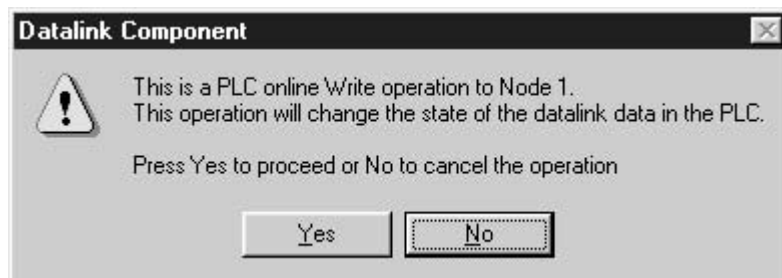 Datalink Component
This is a PLC online Write operation to Node 1.
This operation will change the state of the datalink data in the PLC.
Press Yes to proceed or No to cancel the operation
Yes
No